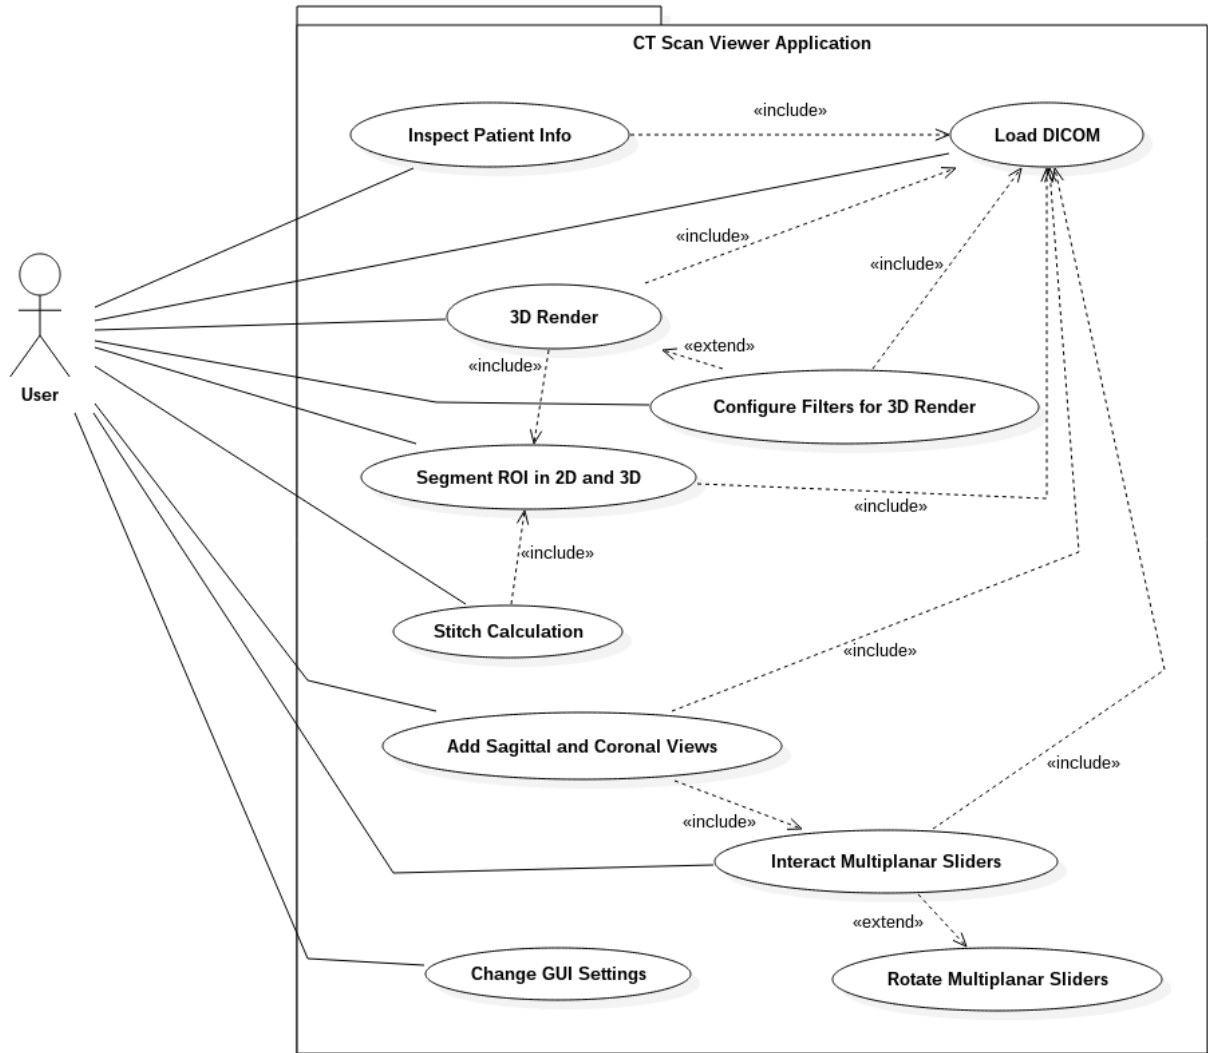 CT Scan Viewer Application
«include»
Inspect Patient Info
Load DICOM
«include»
«include»
3D Render
«extend»
«include»
User
Configure Filters for 3D Render
Segment ROI in 2D and 3D
«include»
«include»
Stitch Calculation
«include»
Add Sagittal and Coronal Views
«include»
«include»
Interact Multiplanar Sliders
«extend»
Change GUI Settings
Rotate Multiplanar Sliders